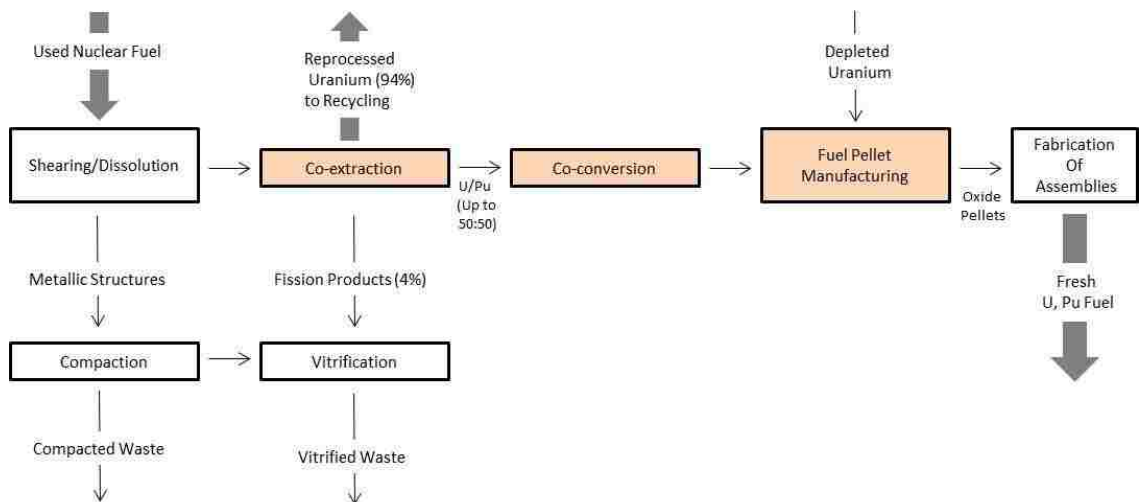 Used Nuclear Fuel
Reprocessed
Uranium (94%)
to Recycling
Depleted
Uranium
Shearing/Dissolution
Co-extraction
U/Pu
(Up to
50:50)
Co-conversion
Fuel Pellet
Manufacturing
Oxide
Pellets
Fabrication
Of
Assemblies
Metallic Structures
Fission Products (4%)
Fresh
U, Pu Fuel
Compaction
Vitrification
Compacted Waste
Vitrified Waste